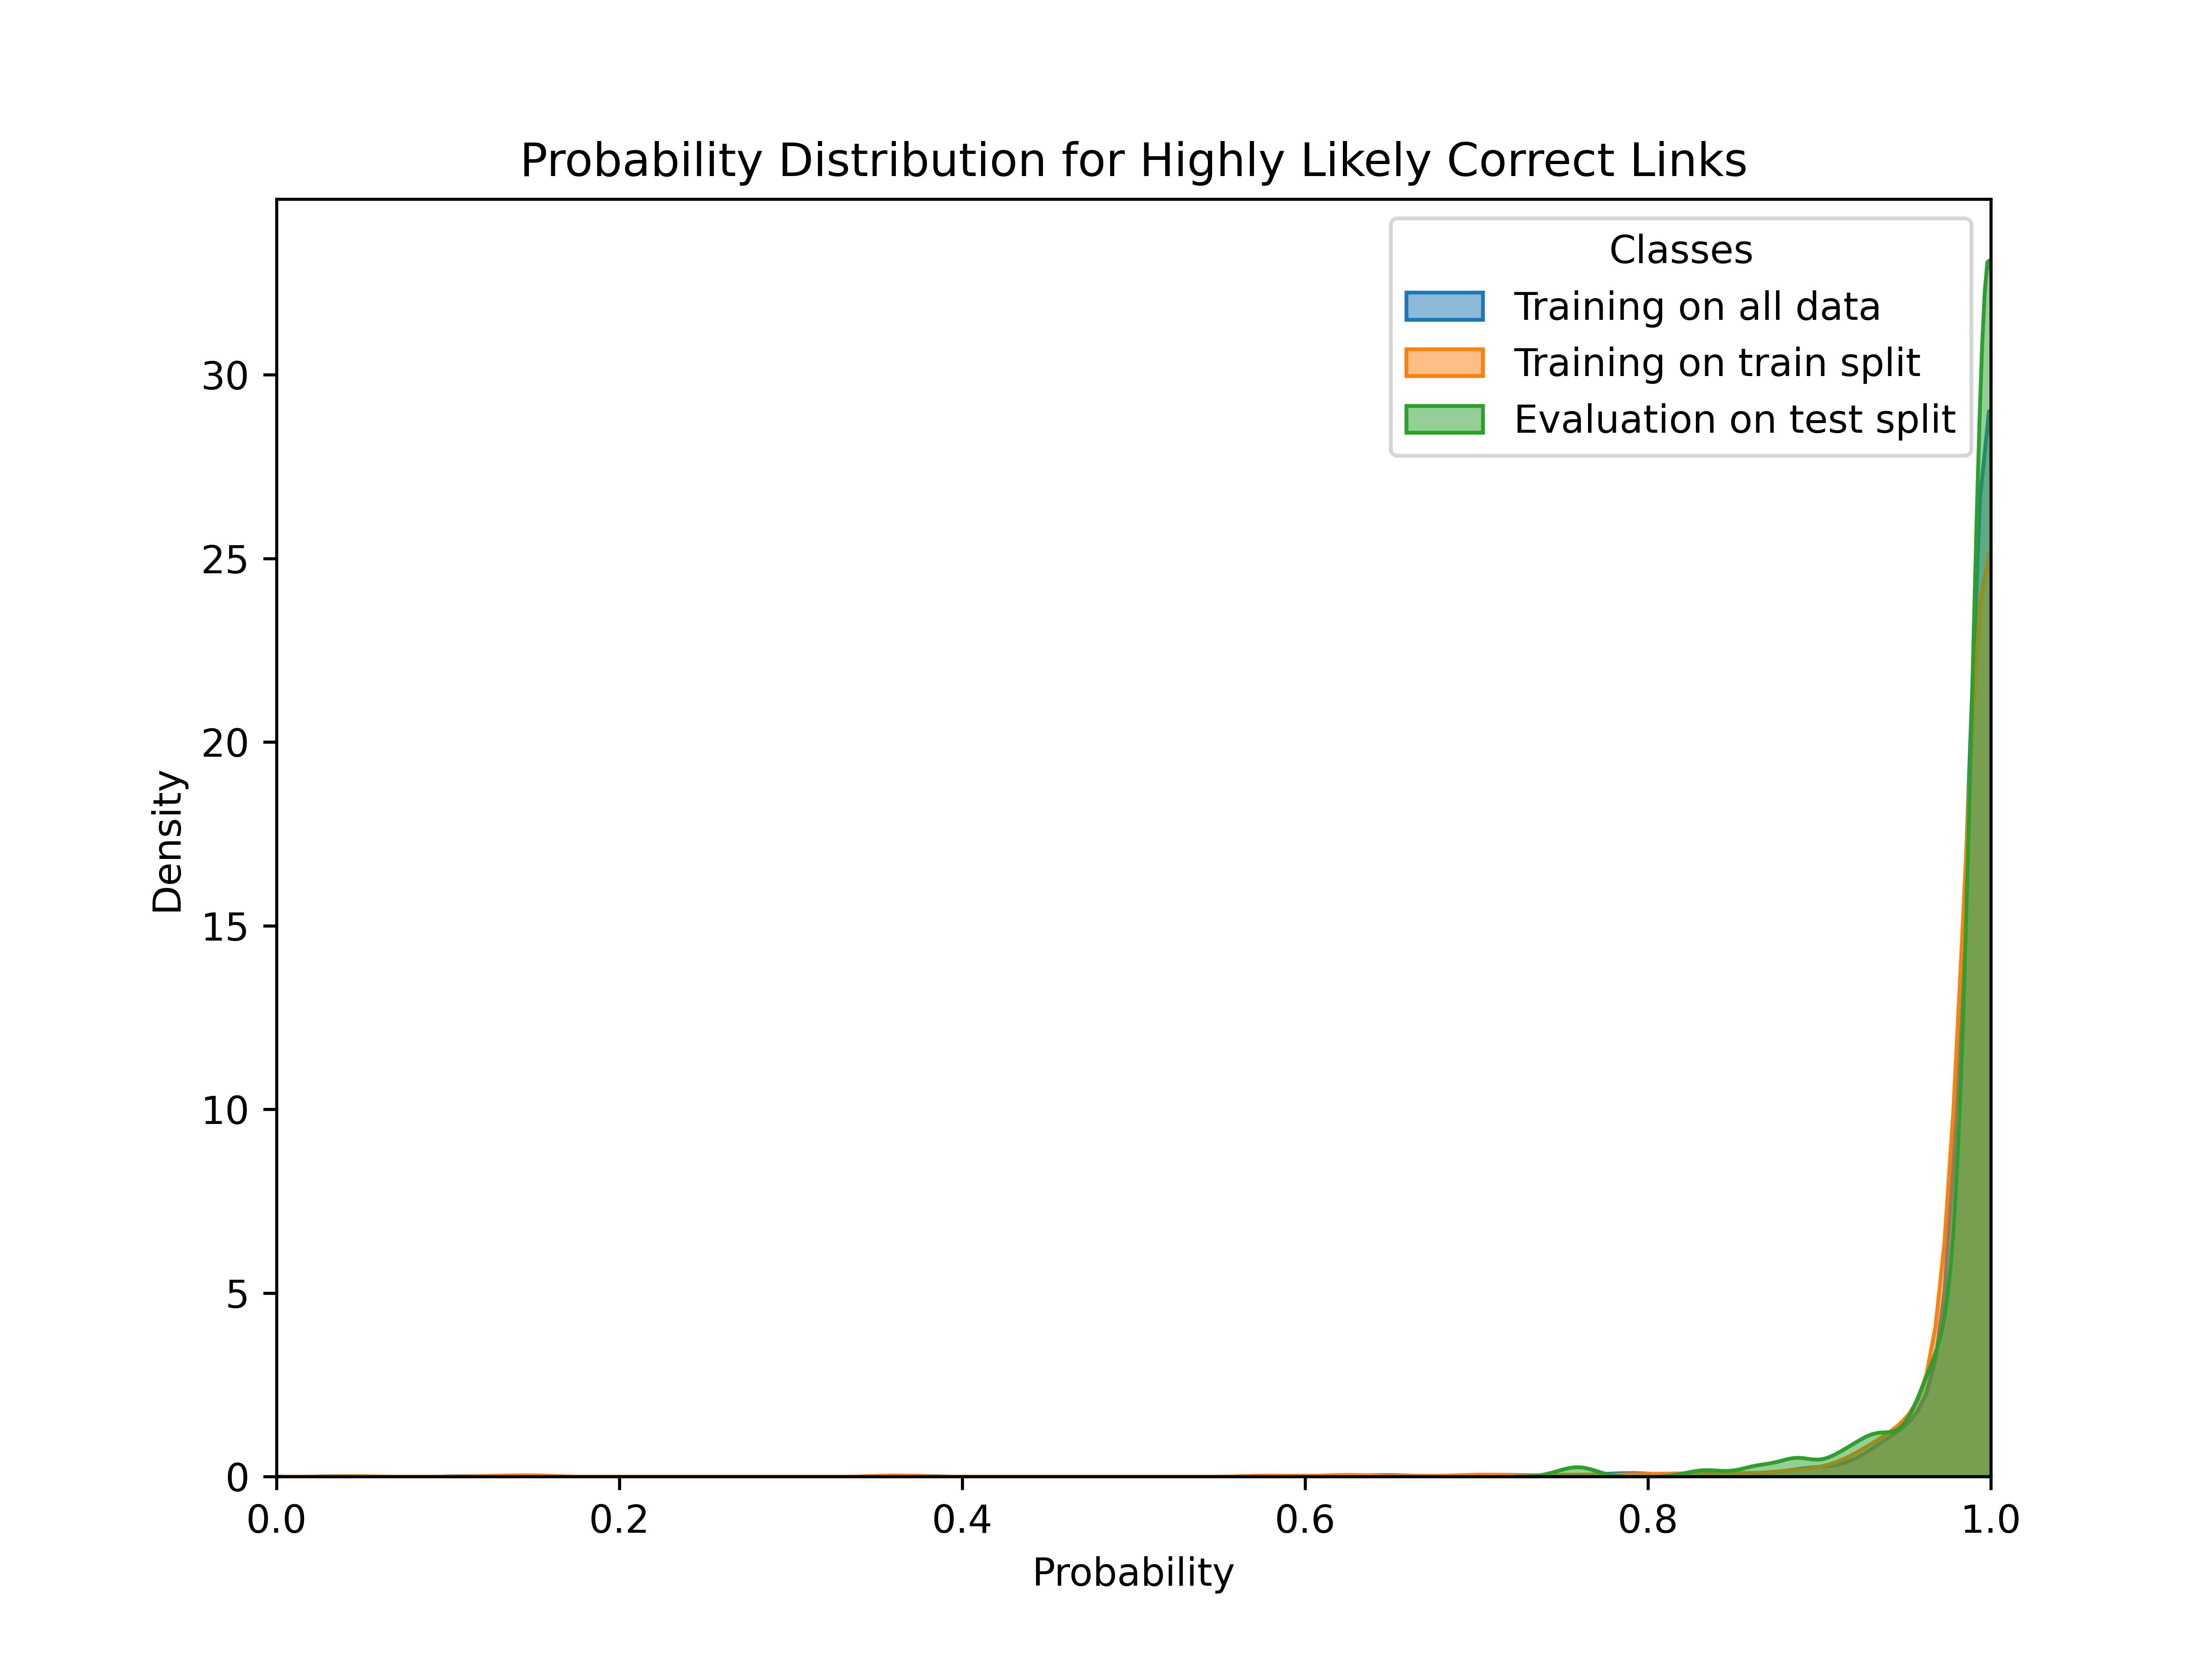 Probability Distribution for Highly Likely Correct Links
Classes
Training on all data
Training on train split
Evaluation on test split
Density
30
25
20
15
10
5
0
0.0 0.2 0.4 0.6 0.8 1.0
Probability